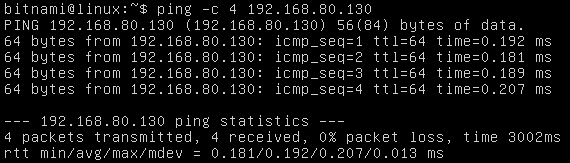 bitnami@linux:~$ ping -c 4 192.168.80.130
PING 192.168.80.130 (192.168.80.130) 56(84) bytes of data.
64 bytes from 192.168.80.130: icmp_seq=1 ttl=64 time=0.192 ms
64 bytes from 192.168.80.130: icmp_seq=2 ttl=64 time=0.181 ms
64 bytes from 192.168.80.130: icmp_seq=3 ttl=64 time=0.189 ms
64 bytes from 192.168.80.130: icmp_seq=4 ttl=64 time=0.207 ms
--- 192.168.80.130 ping statistics ---
4 packets transmitted, 4 received, 0% packet loss, time 3002ms
rtt min/avg/max/mdev = 0.181/0.192/0.207/0.013 ms